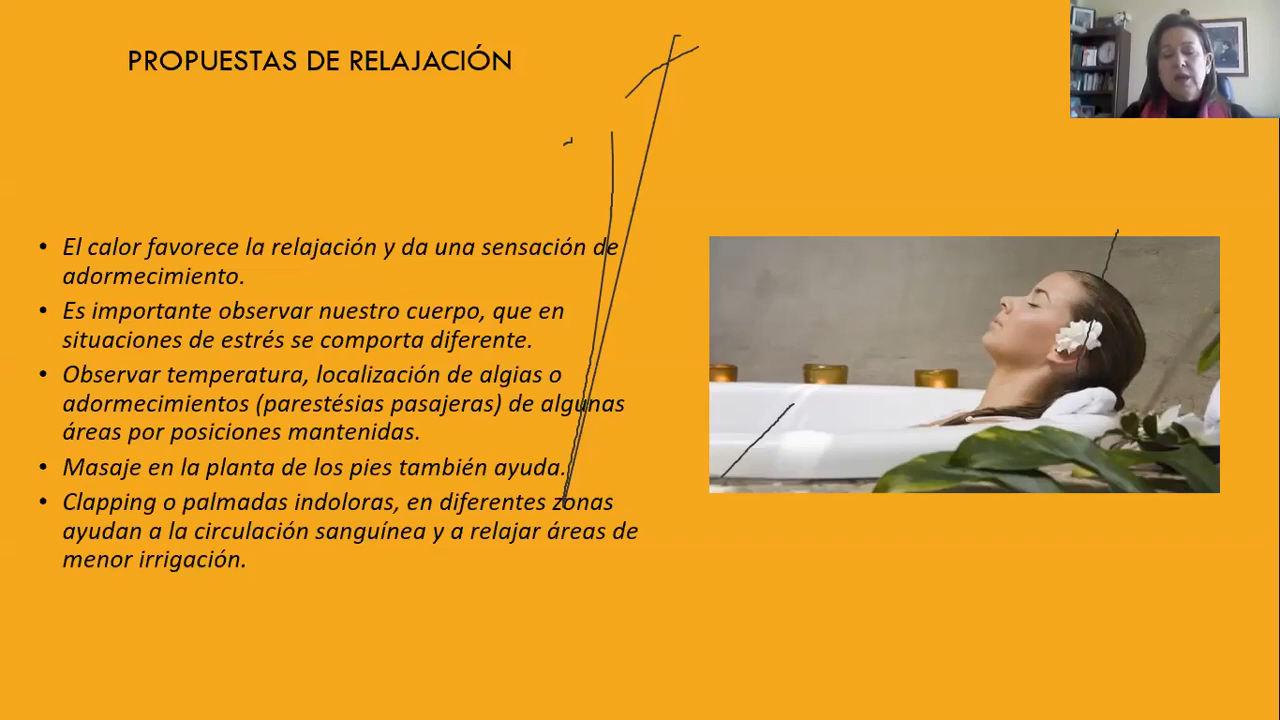 PROPUESTAS DE RELAJACIÓN
• El calor favorece la relajación y da una sensación de
adormecimiento.
• Es importante observar nuestro cuerpo, que en
situaciones de estrés se comporta diferente.
• Observar temperatura, localización de algias o
adormecimientos (parestésias pasajeras) de algunas
áreas por posiciones mantenidas.
• Masaje en la planta de los pies también ayuda.
• Clapping o palmadas indoloras, en diferentes zonas
ayudan a la circulación sanguínea y a relajar áreas de
menor irrigación.